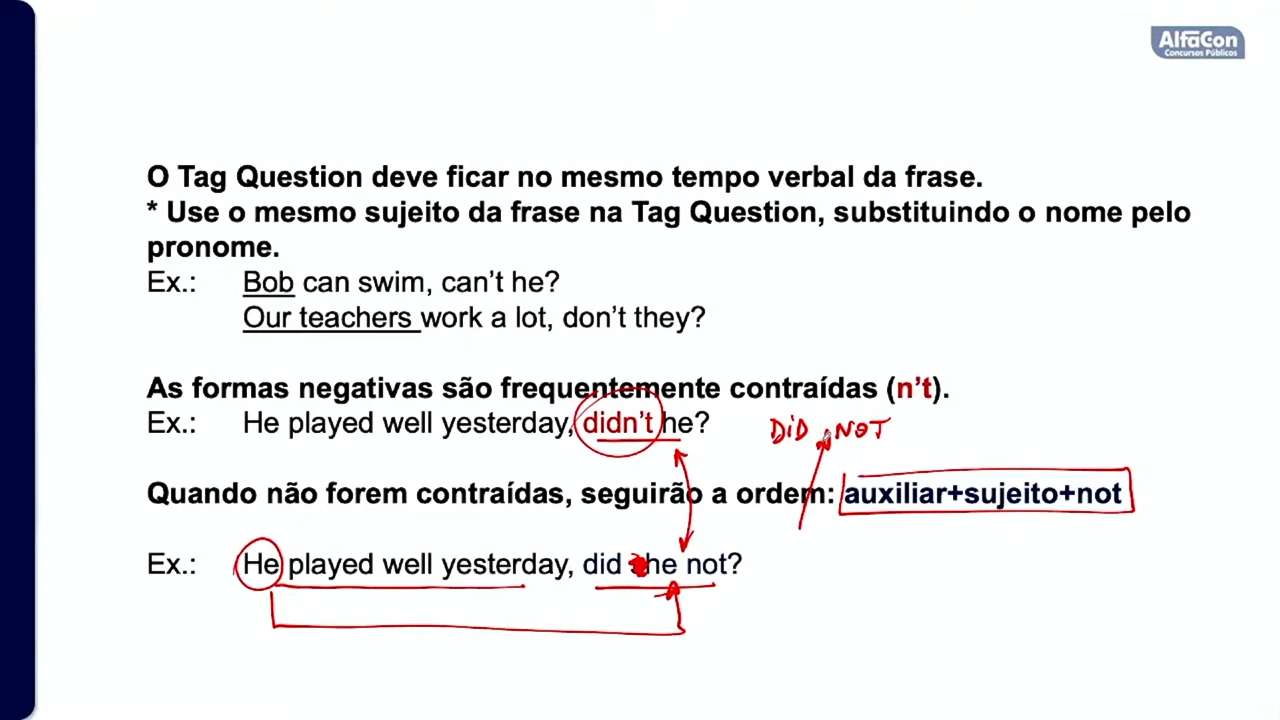 AlfaCon
Concursos Públicos
O Tag Question deve ficar no mesmo tempo verbal da frase.
* Use o mesmo sujeito da frase na Tag Question, substituindo o nome pelo
pronome.
Ex.: Bob can swim, can't he?
Our teachers work a lot, don't they?
As formas negativas são frequentemente contraídas (n't).
Ex.: He played well yesterday, didn't he?
DiD NOT
Quando não forem contraídas, seguirão a ordem: auxiliar+sujeito+not
Ex.: He played well yesterday, did he not?